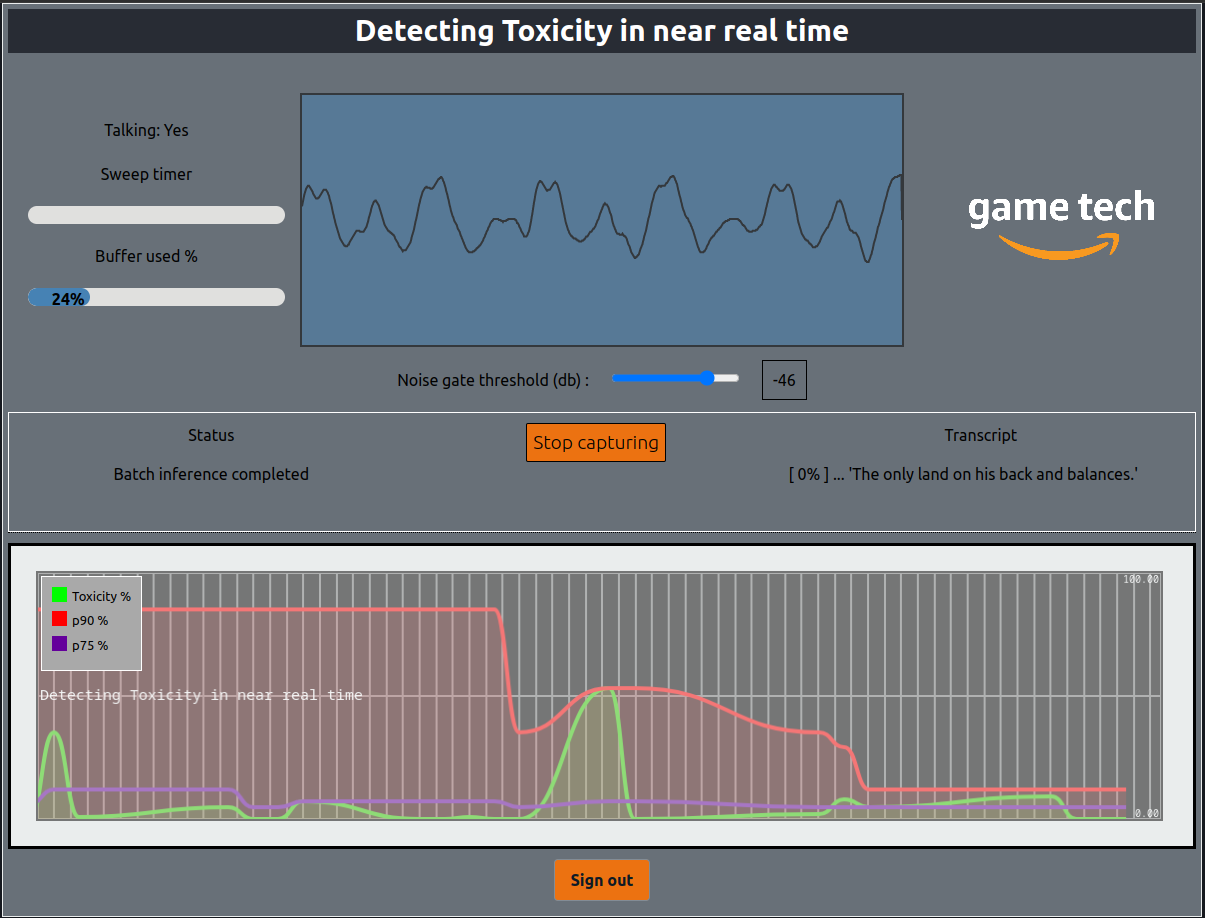 Detecting Toxicity in near real time
Talking: Yes
Sweep timer
Buffer used %
24%
game tech
Noise gate threshold (db) :
-46
Status
Batch inference completed
Stop capturing
Transcript
[ 0% ] ... 'The only land on his back and balances.'
100.00
Toxicity %
p90 %
p75 %
Detecting Toxicity in near real time
0.00
Sign out